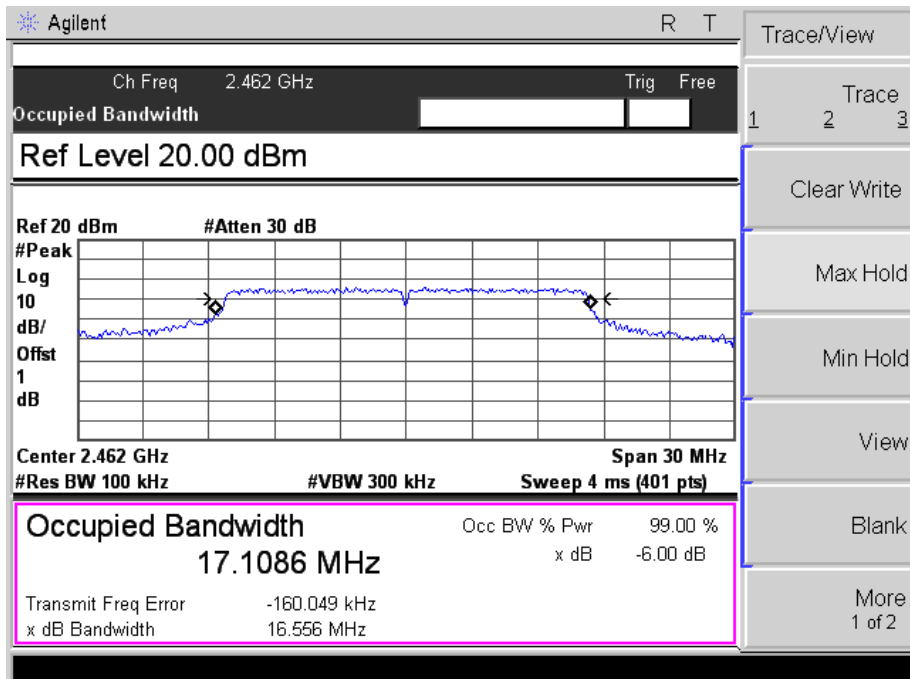 Agilent R T
Trace/View
Ch Freq 2.462 GHz Trig Free
Occupied Bandwidth
Ref Level 20.00 dBm
Ref 20 dBm #Atten 30 dB
#Peak
Log
10
dB/
Offst
1
dB
Center 2.462 GHz Span 30 MHz
#Res BW 100 kHz #VBW 300 kHz Sweep 4 ms (401 pts)
Occupied Bandwidth
17.1086 MHz
Occ BW % Pwr 99.00 %
x dB -6.00 dB
Transmit Freq Error -160.049 kHz
x dB Bandwidth 16.556 MHz
Trace
1 2 3
Clear Write
Max Hold
Min Hold
View
Blank
More
1 of 2